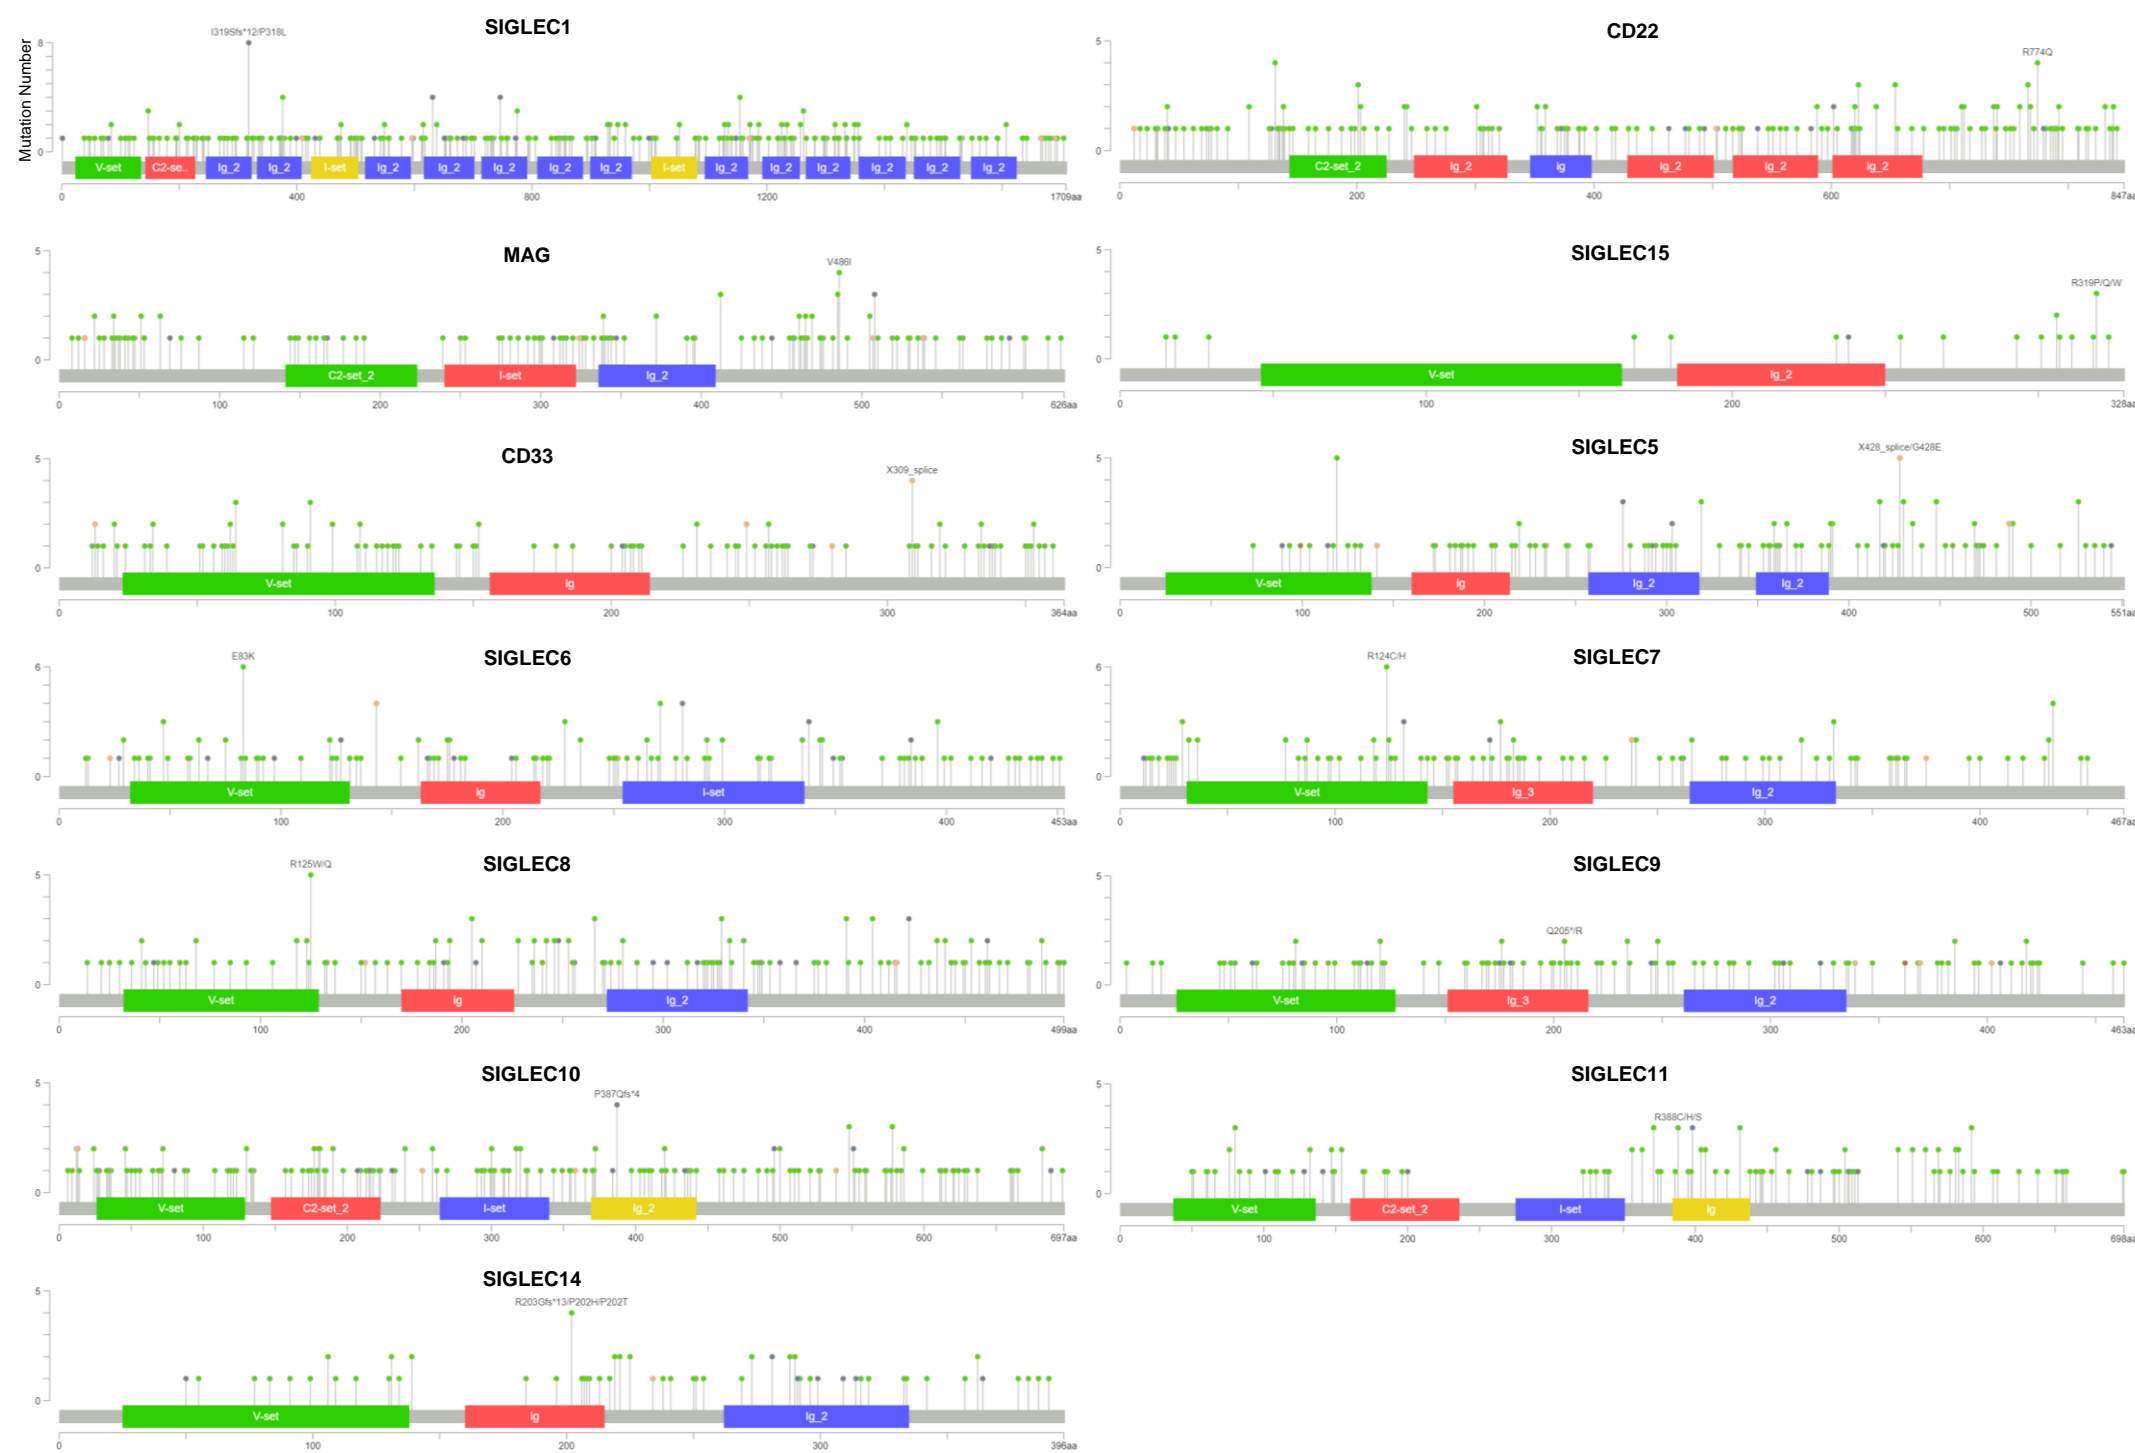 SIGLEC1
Mutation Number
I319Sfs*12/P318L
8
0
V-set C2-se.. Ig_2 Ig_2 I-set Ig_2 Ig_2 Ig_2 Ig_2 Ig_2 I-set Ig_2 Ig_2 Ig_2 Ig_2 Ig_2 Ig_2
0 400 800 1200 1709aa
CD22
R774Q
5
0
C2-set_2 Ig_2 ig Ig_2 Ig_2 Ig_2
0 200 400 600 847aa
MAG
V486I
5
0
C2-set_2 I-set Ig_2
0 100 200 300 400 500 626aa
SIGLEC15
R319P/Q/W
5
0
V-set Ig_2
0 100 200 328aa
CD33
X309_splice
5
0
V-set ig
0 100 200 300 364aa
SIGLEC5
X428_splice/G428E
5
0
V-set ig Ig_2 Ig_2
0 100 200 300 400 500 551aa
SIGLEC6
E83K
6
0
V-set ig I-set
0 100 200 300 400 453aa
SIGLEC7
R124C/H
6
0
V-set Ig_3 Ig_2
0 100 200 300 400 467aa
SIGLEC8
R125W/Q
5
0
V-set ig Ig_2
0 100 200 300 400 499aa
SIGLEC9
Q205*/R
5
0
V-set Ig_3 Ig_2
0 100 200 300 400 463aa
SIGLEC10
P387Qfs*4
5
0
V-set C2-set_2 I-set Ig_2
0 100 200 300 400 500 600 697aa
SIGLEC11
R388C/H/S
5
0
V-set C2-set_2 I-set ig
0 100 200 300 400 500 600 698aa
SIGLEC14
R203Gfs*13/P202H/P202T
5
0
V-set ig Ig_2
0 100 200 300 396aa